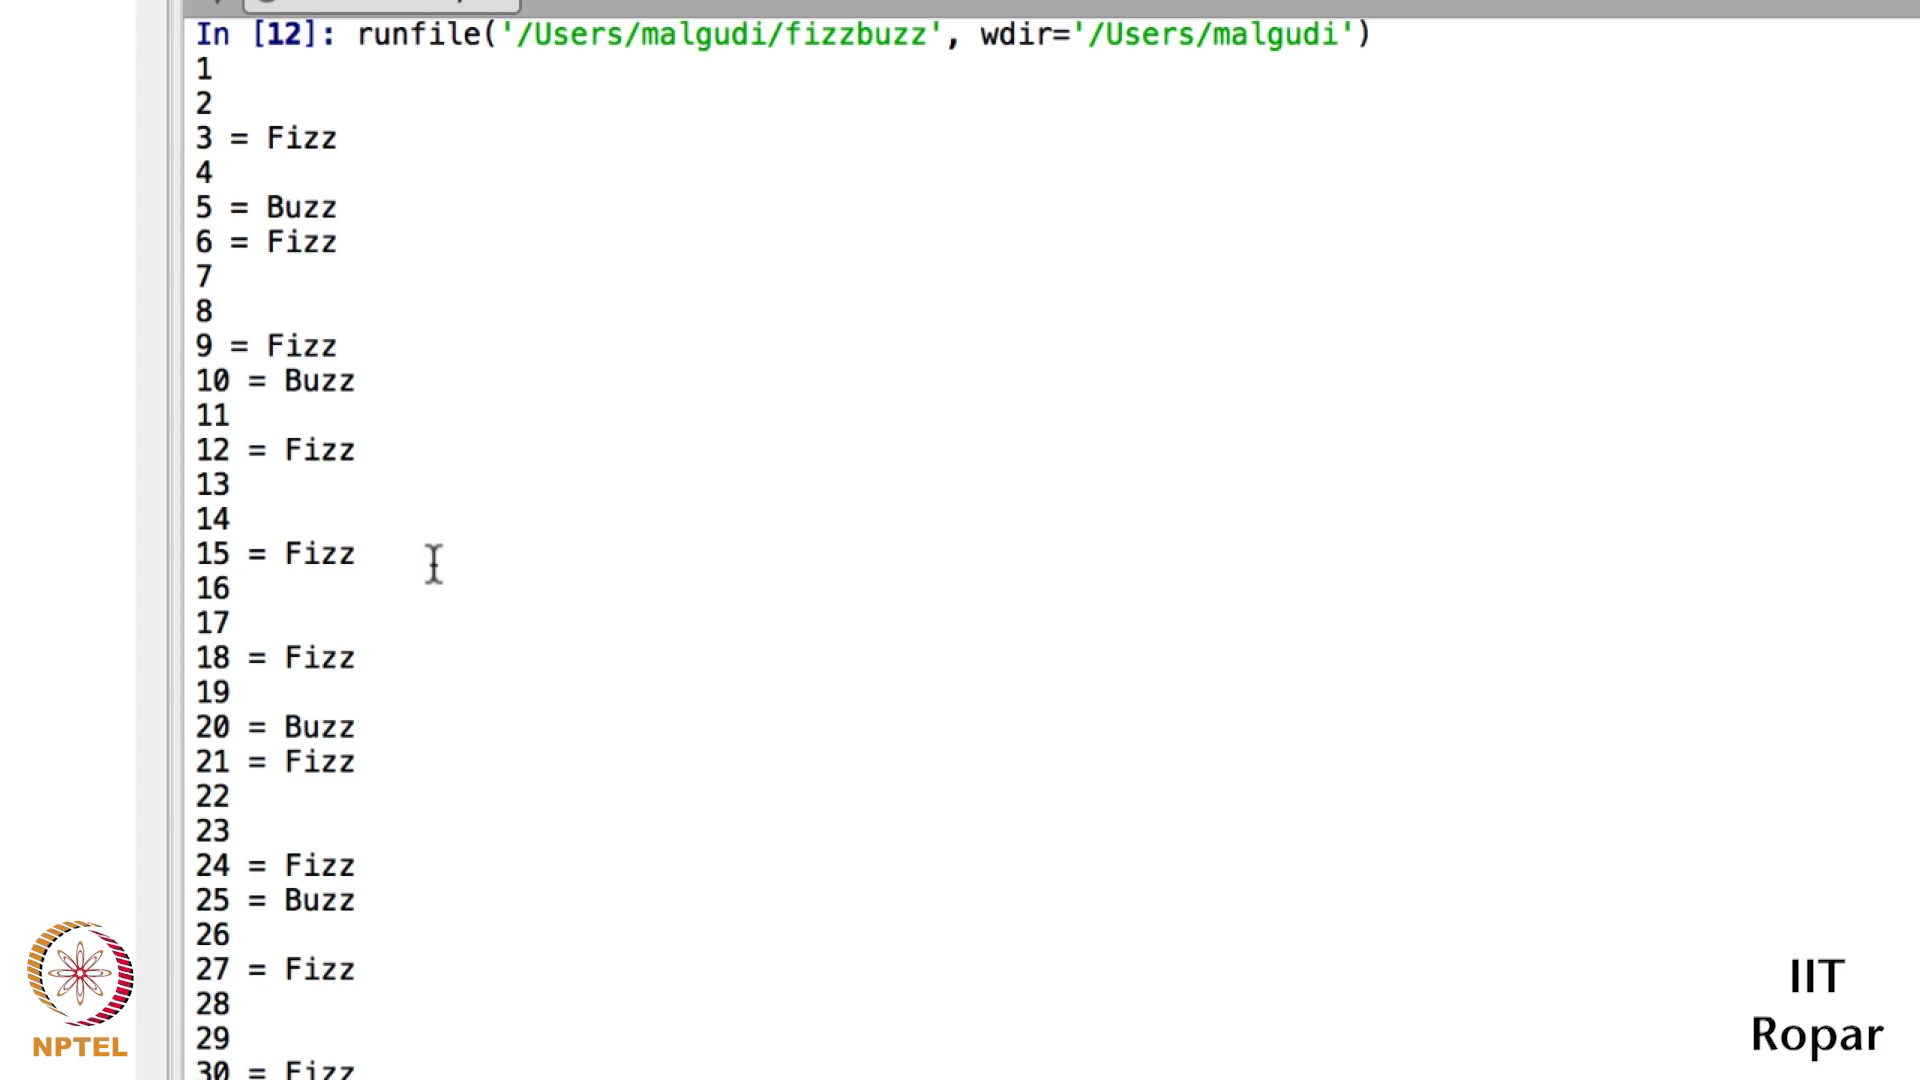 In [12]: runfile('/Users/malgudi/fizzbuzz', wdir='/Users/malgudi')
1
2
3 = Fizz
4
5 = Buzz
6 = Fizz
7
8
9 = Fizz
10 = Buzz
11
12 = Fizz
13
14
15 = Fizz
16
17
18 = Fizz
19
20 = Buzz
21 = Fizz
22
23
24 = Fizz
25 = Buzz
26
27 = Fizz
28
29
30 = Fizz
NPTEL
IIT
Ropar